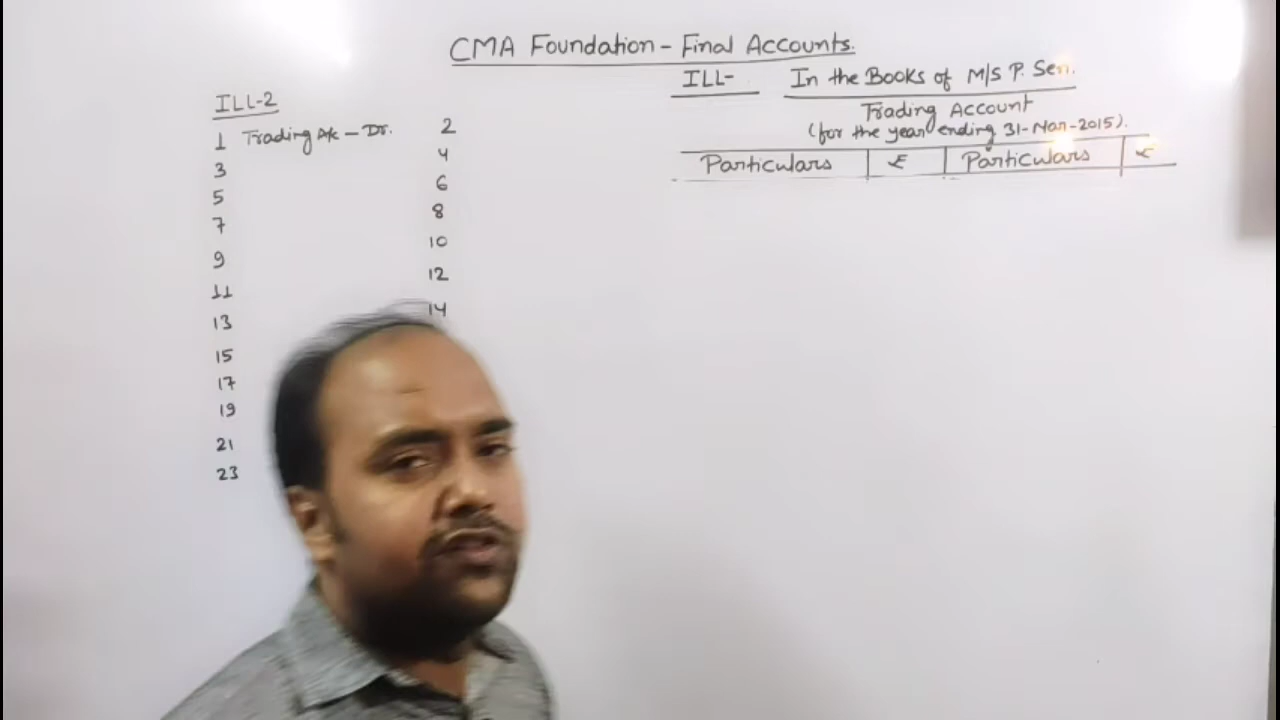 CMA Foundation - Final Accounts.
ILL-2
1 Trading A/c - Dr. 2
3 4
5 6
7 8
9 10
11 12
13 14
15
17
19
21
23
ILL- In the Books of M/S P. Sen.
Trading Account
(for the year ending 31-Mar-2015).
Particulars ₹ Particulars ₹